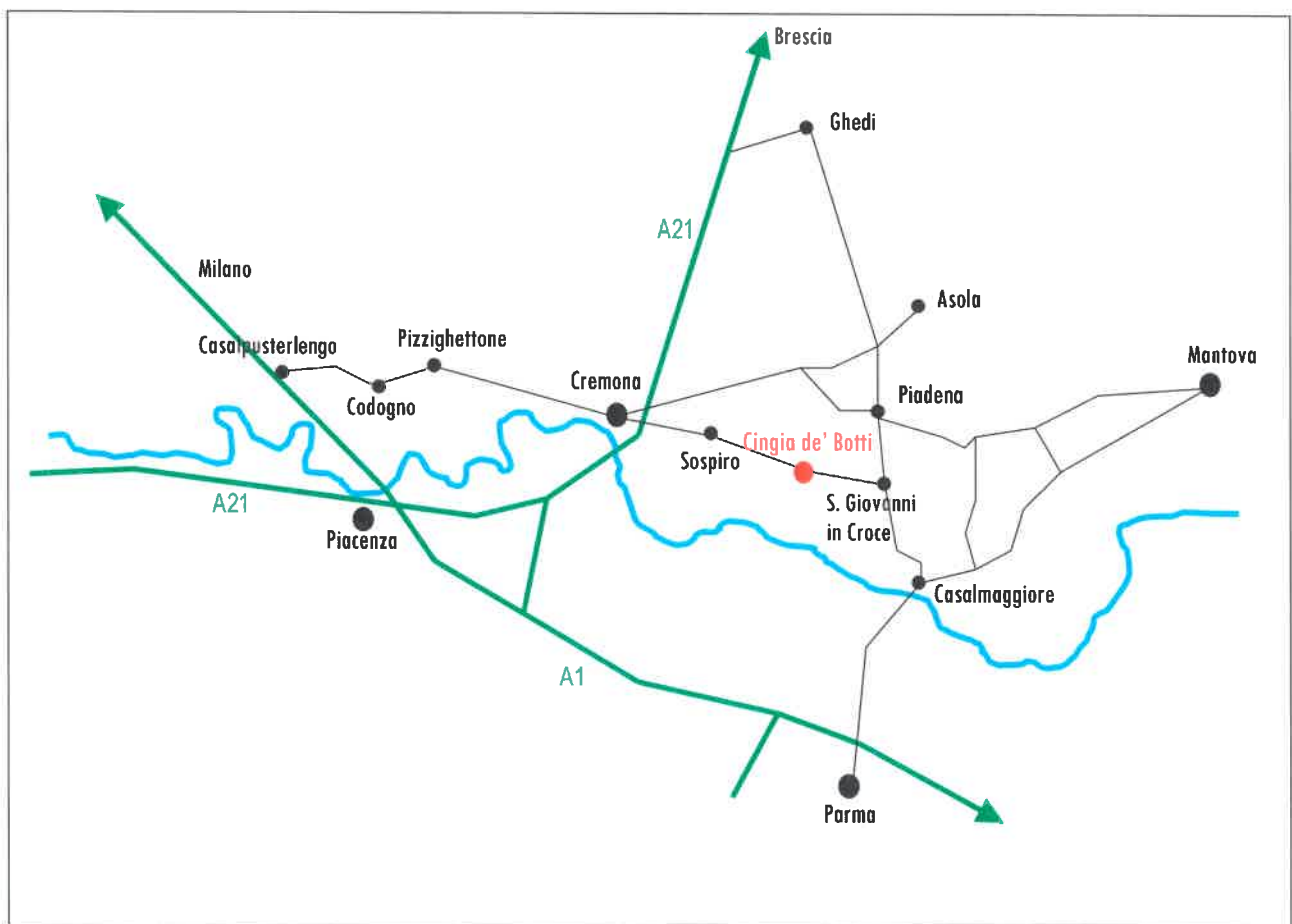 Brescia
Ghedi
A21
Milano
Asola
Casalpusterlengo
Pizzighettone
Mantova
Cremona
Codogno
Piadena
Cingia de' Botti
Sospiro
A21
S. Giovanni
in Croce
Piacenza
Casalmaggiore
A1
Parma